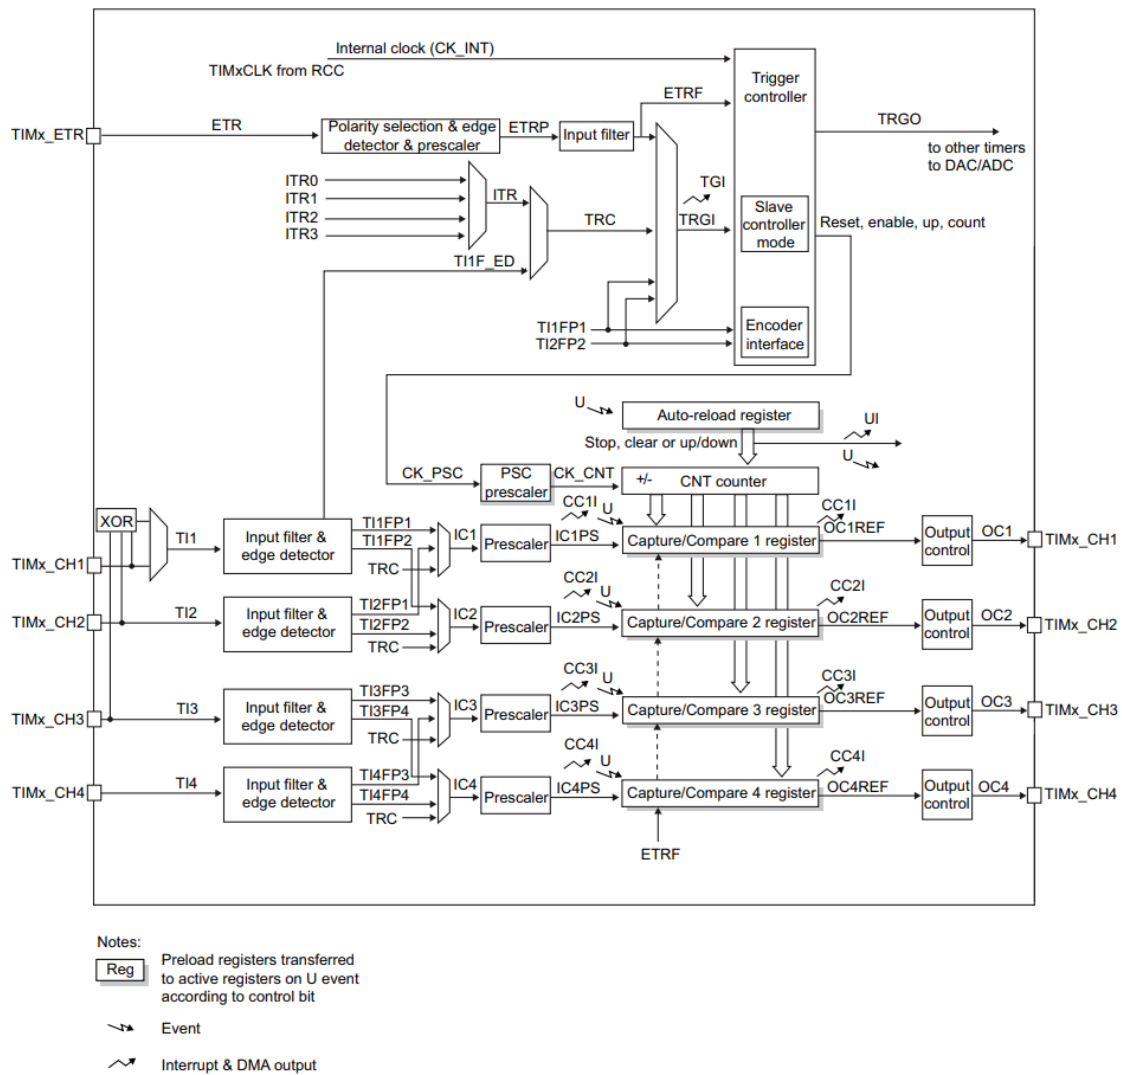 Internal clock (CK_INT)
TIMxCLK from RCC
Trigger
controller
ETRF
TIMx_ETR
ETR
Polarity selection & edge
detector & prescaler
ETRP
Input filter
TRGO
to other timers
to DAC/ADC
ITR0
ITR1
ITR2
ITR3
ITR
TRC
TGI
TRGI
Slave
controller
mode
Reset, enable, up, count
TI1F_ED
TI1FP1
TI2FP2
Encoder
interface
U
Auto-reload register
Stop, clear or up/down
UI
U
CK_PSC
PSC
prescaler
CK_CNT
+/-
CNT counter
XOR
TI1
Input filter &
edge detector
TI1FP1
TI1FP2
TRC
IC1
Prescaler
IC1PS
CC1I
U
Capture/Compare 1 register
CC1I
OC1REF
Output
control
OC1
TIMx_CH1
TIMx_CH1
TIMx_CH2
TI2
Input filter &
edge detector
TI2FP1
TI2FP2
TRC
IC2
Prescaler
IC2PS
CC2I
U
Capture/Compare 2 register
CC2I
OC2REF
Output
control
OC2
TIMx_CH2
TIMx_CH3
TI3
Input filter &
edge detector
TI3FP3
TI3FP4
TRC
IC3
Prescaler
IC3PS
CC3I
U
Capture/Compare 3 register
CC3I
OC3REF
Output
control
OC3
TIMx_CH3
TIMx_CH4
TI4
Input filter &
edge detector
TI4FP3
TI4FP4
TRC
IC4
Prescaler
IC4PS
CC4I
U
Capture/Compare 4 register
CC4I
OC4REF
Output
control
OC4
TIMx_CH4
ETRF
Notes:
Reg
Preload registers transferred
to active registers on U event
according to control bit
Event
Interrupt & DMA output